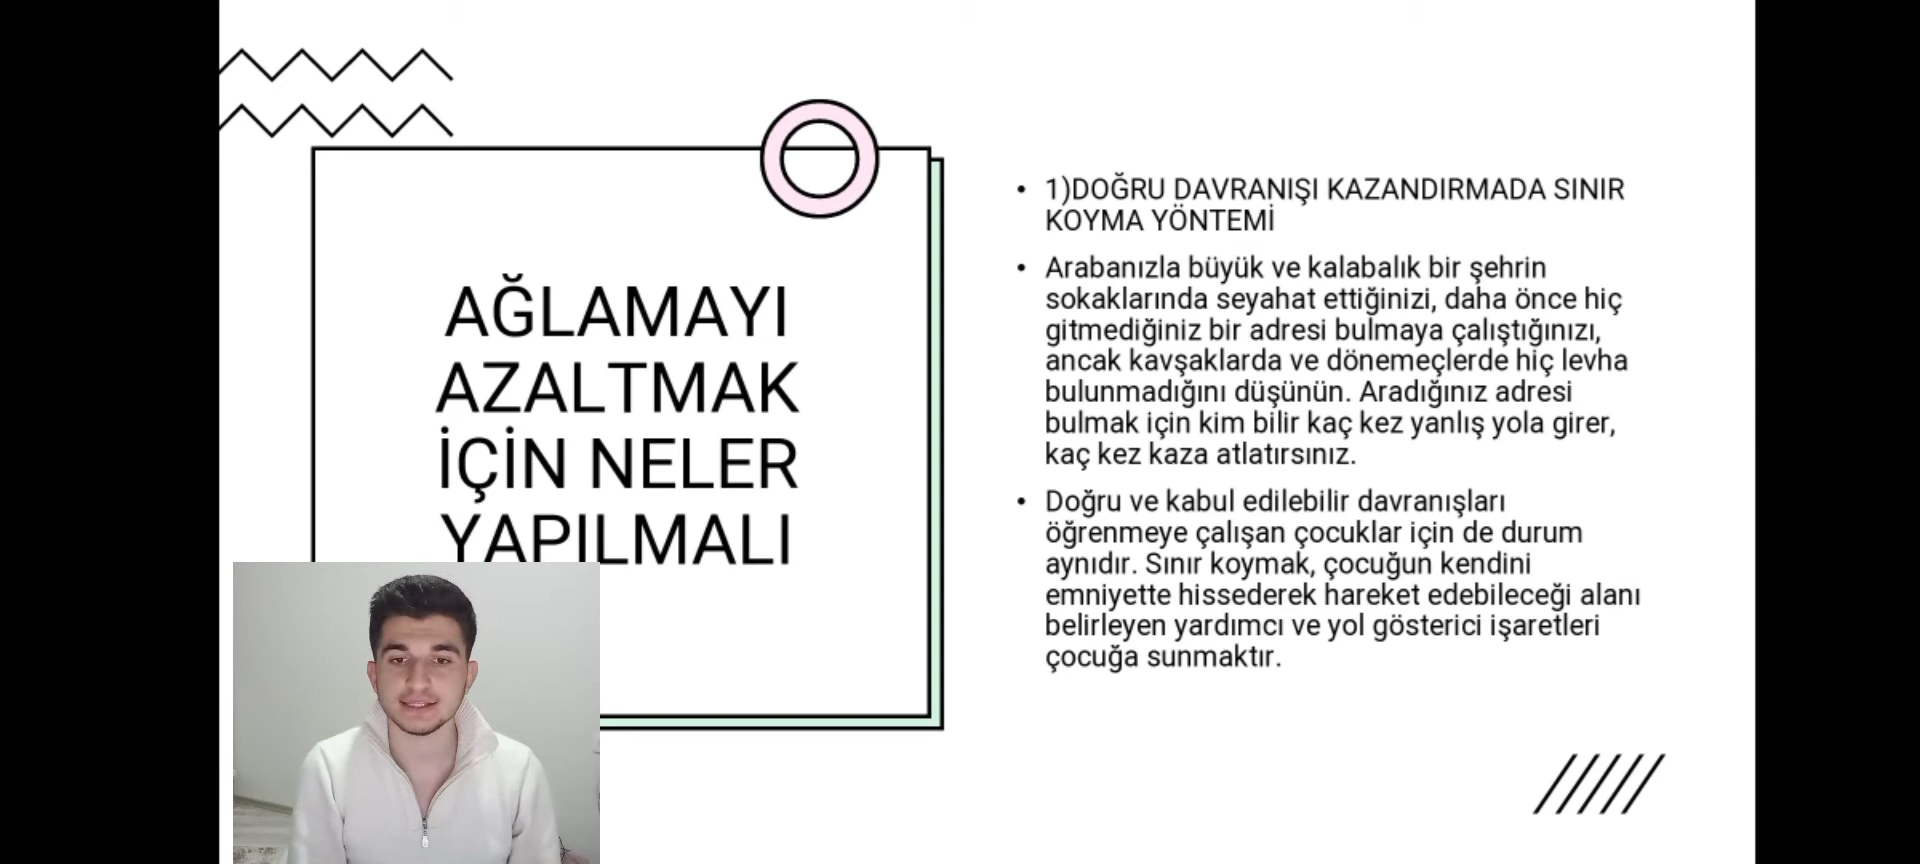 AĞLAMAYI
AZALTMAK
İÇİN NELER
YAPILMALI
• 1)DOĞRU DAVRANIŞI KAZANDIRMADA SINIR
KOYMA YÖNTEMİ
• Arabanızla büyük ve kalabalık bir şehrin
sokaklarında seyahat ettiğinizi, daha önce hiç
gitmediğiniz bir adresi bulmaya çalıştığınızı,
ancak kavşaklarda ve dönemeçlerde hiç levha
bulunmadığını düşünün. Aradığınız adresi
bulmak için kim bilir kaç kez yanlış yola girer,
kaç kez kaza atlatırsınız.
• Doğru ve kabul edilebilir davranışları
öğrenmeye çalışan çocuklar için de durum
aynıdır. Sınır koymak, çocuğun kendini
emniyette hissederek hareket edebileceği alanı
belirleyen yardımcı ve yol gösterici işaretleri
çocuğa sunmaktır.